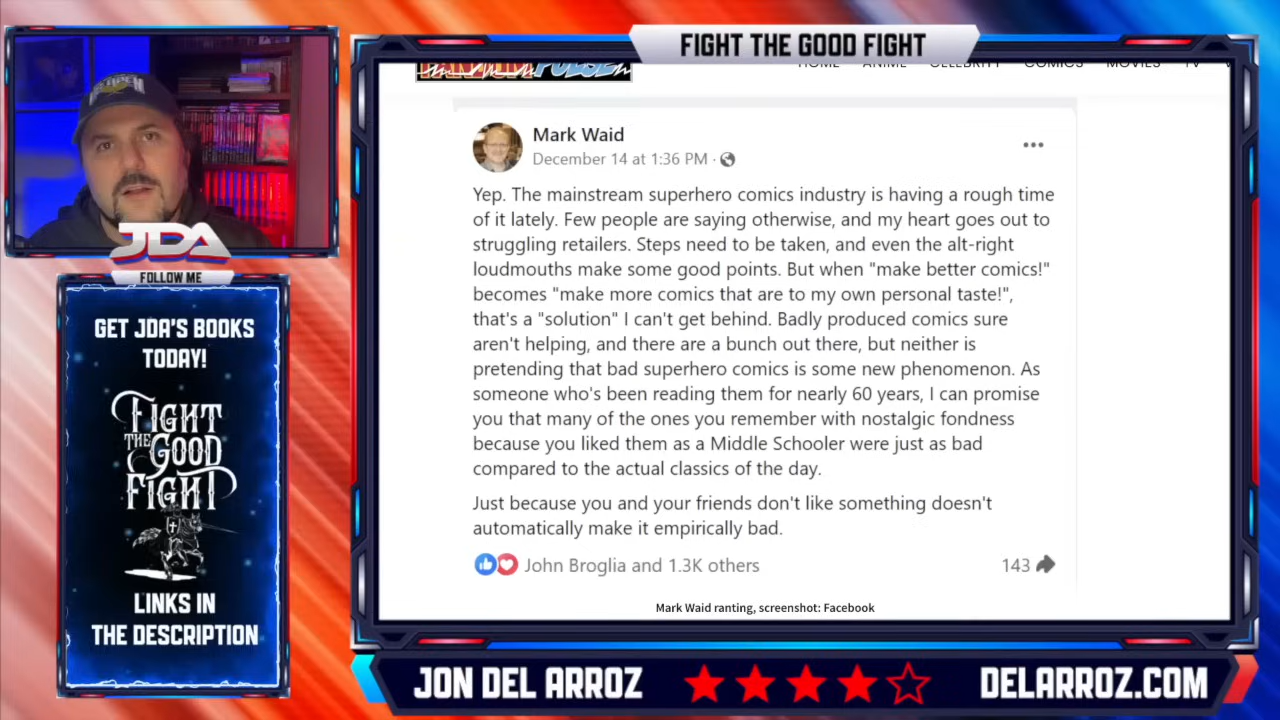 FIGHT THE GOOD FIGHT
HOME ANIME CELEBRITY COMICS MOVIES TV
Mark Waid
December 14 at 1:36 PM ·
Yep. The mainstream superhero comics industry is having a rough time
of it lately. Few people are saying otherwise, and my heart goes out to
struggling retailers. Steps need to be taken, and even the alt-right
loudmouths make some good points. But when "make better comics!"
becomes "make more comics that are to my own personal taste!",
that's a "solution" I can't get behind. Badly produced comics sure
aren't helping, and there are a bunch out there, but neither is
pretending that bad superhero comics is some new phenomenon. As
someone who's been reading them for nearly 60 years, I can promise
you that many of the ones you remember with nostalgic fondness
because you liked them as a Middle Schooler were just as bad
compared to the actual classics of the day.
Just because you and your friends don't like something doesn't
automatically make it empirically bad.
John Broglia and 1.3K others
143
Mark Waid ranting, screenshot: Facebook
JDA
FOLLOW ME
GET JDA'S BOOKS
TODAY!
FIGHT
THE GOOD
FIGHT
LINKS IN
THE DESCRIPTION
JON DEL ARROZ
DELARROZ.COM